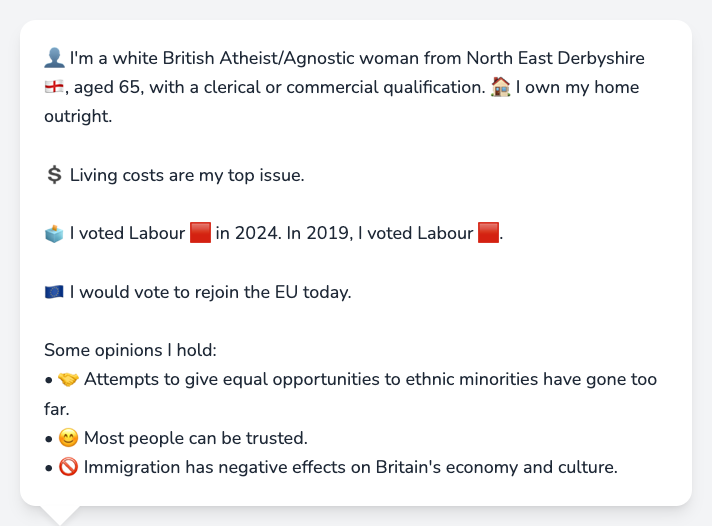 👤 I'm a white British Atheist/Agnostic woman from North East Derbyshire
🏴󠁧󠁢󠁥󠁮󠁧󠁿, aged 65, with a clerical or commercial qualification. 🏠 I own my home
outright.
💲 Living costs are my top issue.
🗳️ I voted Labour 🟥 in 2024. In 2019, I voted Labour 🟥.
🇪🇺 I would vote to rejoin the EU today.
Some opinions I hold:
• 🤝 Attempts to give equal opportunities to ethnic minorities have gone too
far.
• 😊 Most people can be trusted.
• 🚫 Immigration has negative effects on Britain's economy and culture.